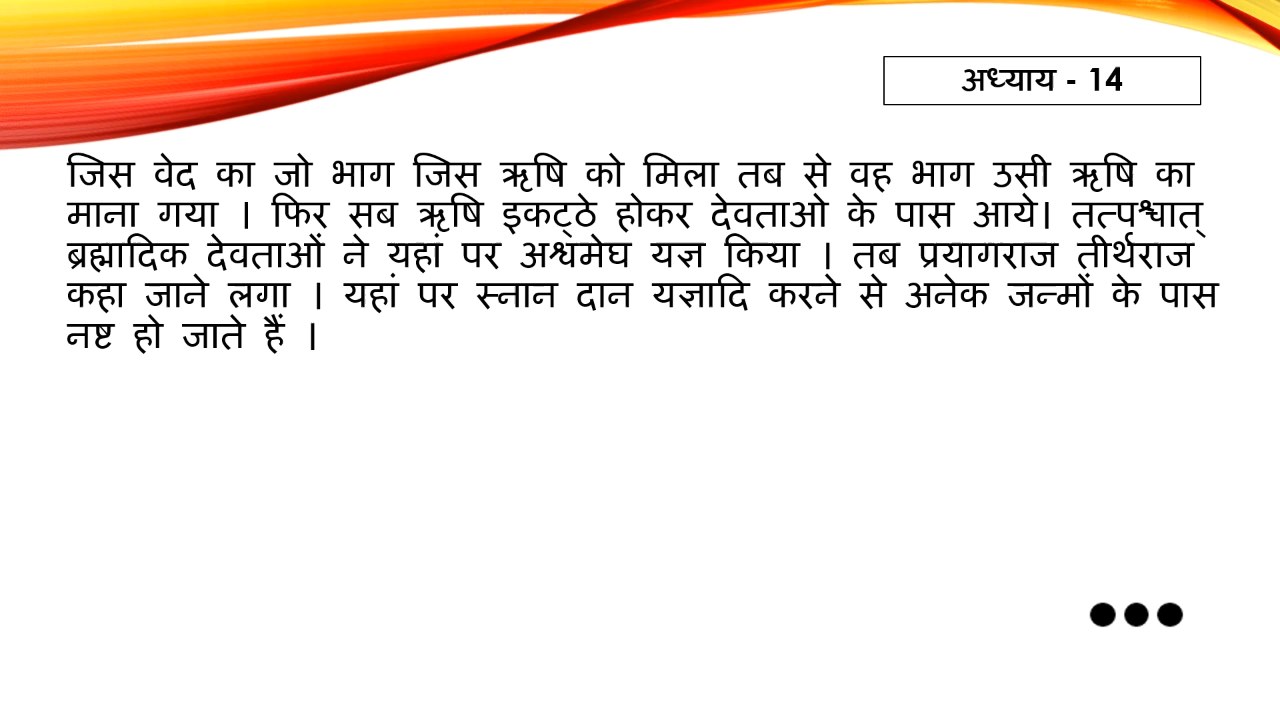 अध्याय - 14
जिस वेद का जो भाग जिस ऋषि को मिला तब से वह भाग उसी ऋषि का
माना गया । फिर सब ऋषि इकट्ठे होकर देवताओ के पास आये। तत्पश्चात्
ब्रह्मादिक देवताओं ने यहां पर अश्वमेघ यज्ञ किया । तब प्रयागराज तीर्थराज
कहा जाने लगा । यहां पर स्नान दान यज्ञादि करने से अनेक जन्मों के पास
नष्ट हो जाते हैं ।